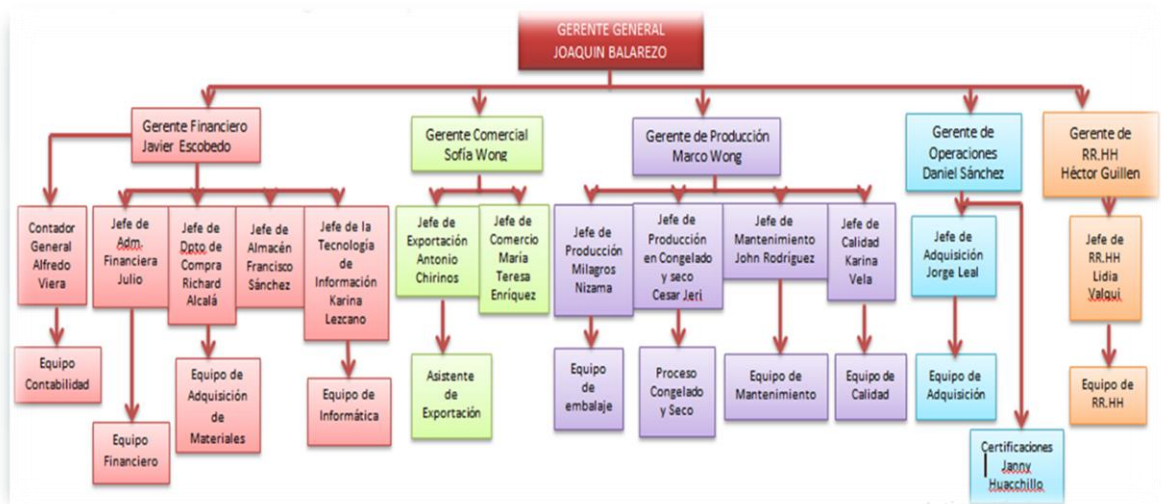 GERENTE GENERAL
JOAQUIN BALAREZO
Gerente Financiero
Javier Escobedo
Gerente Comercial
Sofía Wong
Gerente de Producción
Marco Wong
Gerente de
Operaciones
Daniel Sánchez
Gerente de
RR.HH
Héctor Guillen
Contador
General
Alfredo
Viera
Jefe de
Adm.
Financiera
Julio
Jefe de
Dpto de
Compra
Richard
Alcalá
Jefe de
Almacén
Francisco
Sánchez
Jefe de la
Tecnología
de
Información
Karina
Lezcano
Jefe de
Exportación
Antonio
Chirinos
Jefe de
Comercio
María
Teresa
Enríquez
Jefe de
Producción
Milagros
Nizama
Jefe de
Producción
en Congelado
y seco
Cesar Jeri
Jefe de
Mantenimiento
John Rodríguez
Jefe de
Calidad
Karina
Vela
Jefe de
Adquisición
Jorge Leal
Jefe de
RR.HH
Lidia
Valqui
Equipo
Contabilidad
Equipo
Financiero
Equipo de
Adquisición
de
Materiales
Equipo de
Informática
Asistente
de
Exportación
Equipo
de
embalaje
Proceso
Congelado
y Seco
Equipo de
Mantenimiento
Equipo de
Calidad
Equipo de
Adquisición
Certificaciones
Janny
Huacchillo
Equipo de
RR.HH